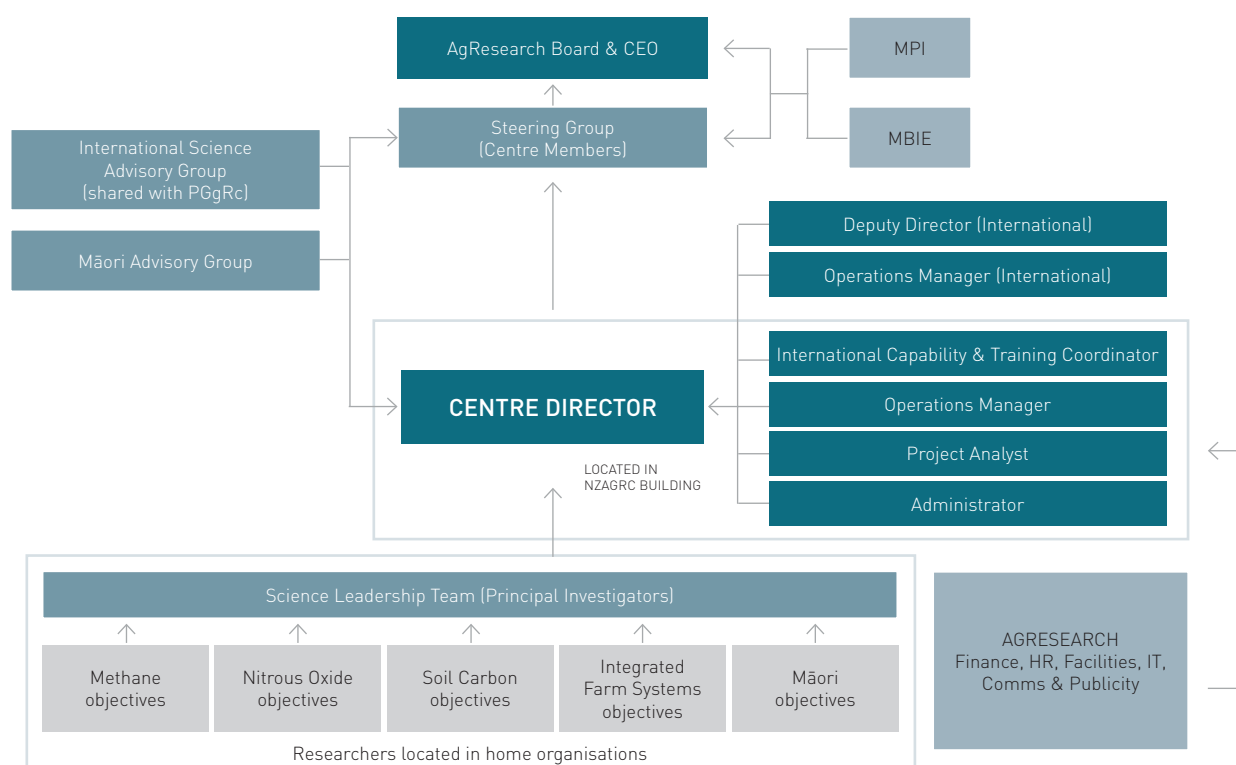 AgResearch Board & CEO
MPI
Steering Group
(Centre Members)
MBIE
International Science
Advisory Group
(shared with PGgRc)
Māori Advisory Group
Deputy Director (International)
Operations Manager (International)
International Capability & Training Coordinator
CENTRE DIRECTOR
Operations Manager
Project Analyst
LOCATED IN
NZAGRC BUILDING
Administrator
Science Leadership Team (Principal Investigators)
Methane
objectives
Nitrous Oxide
objectives
Soil Carbon
objectives
Integrated
Farm Systems
objectives
Māori
objectives
Researchers located in home organisations
AGRESEARCH
Finance, HR, Facilities, IT,
Comms & Publicity